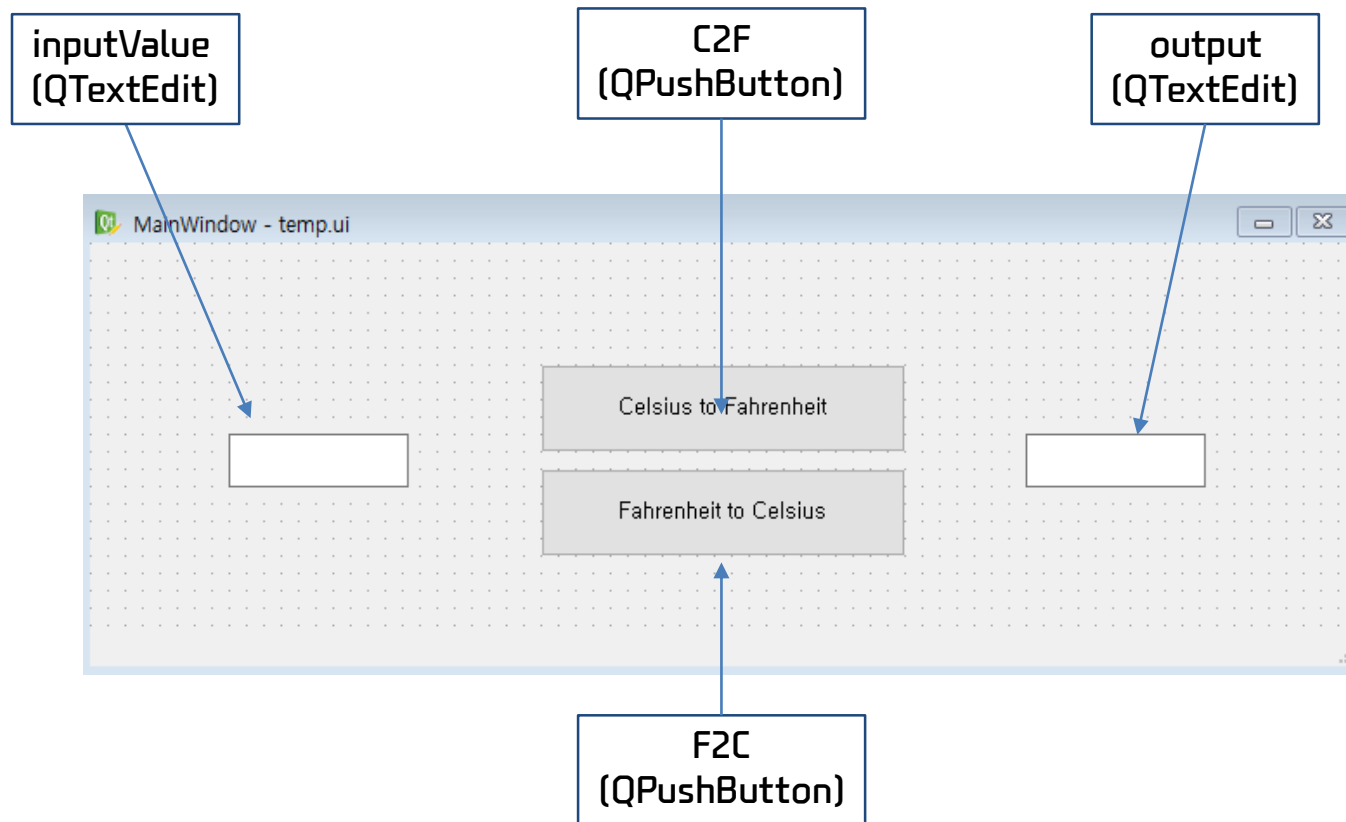 inputValue
(QTextEdit)
C2F
(QPushButton)
output
(QTextEdit)
MainWindow - temp.ui
Celsius to Fahrenheit
Fahrenheit to Celsius
F2C
(QPushButton)